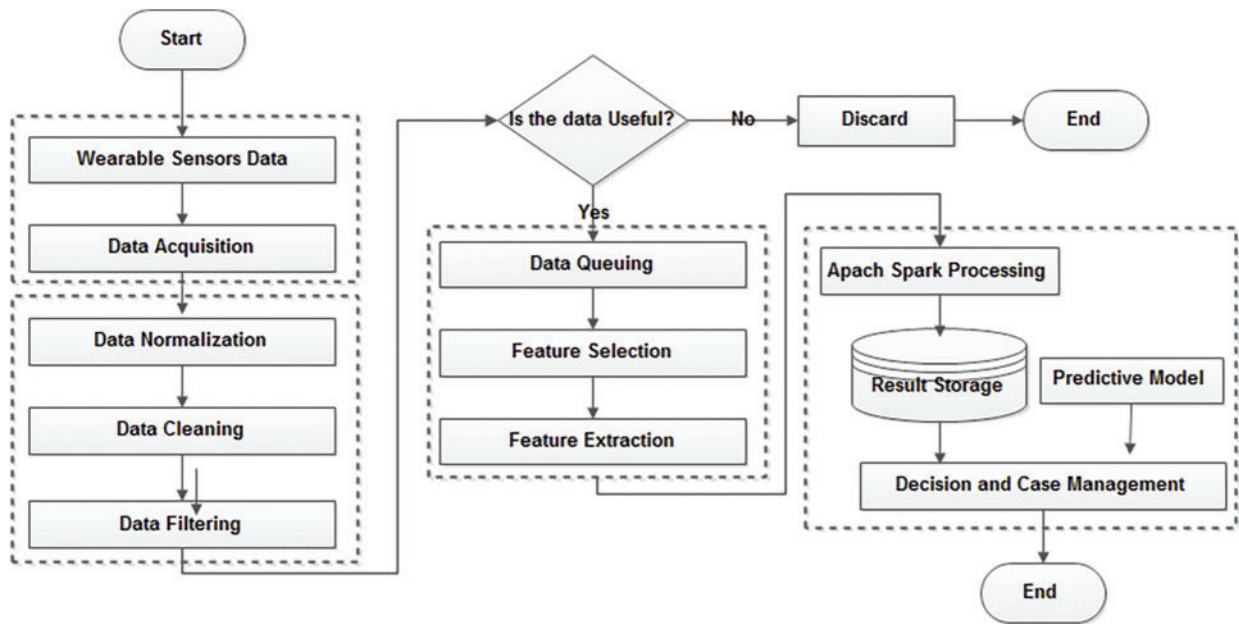 Start
Wearable Sensors Data
Data Acquisition
Data Normalization
Data Cleaning
Data Filtering
Is the data Useful?
No
Discard
End
Yes
Data Queuing
Feature Selection
Feature Extraction
Apach Spark Processing
Result Storage
Predictive Model
Decision and Case Management
End